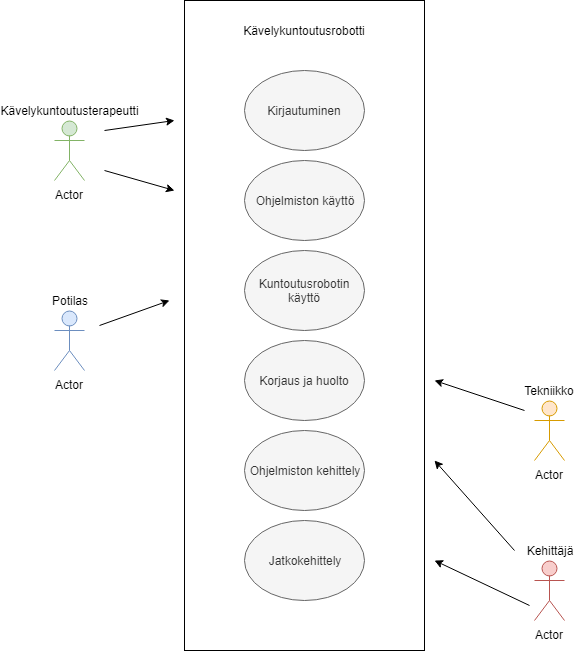 Kävelykuntoutusrobotti
Kävelykuntoutusterapeutti
Actor
Kirjautuminen
Ohjelmiston käyttö
Potilas
Actor
Kuntoutusrobotin
käyttö
Korjaus ja huolto
Tekniikko
Actor
Ohjelmiston kehittely
Jatkokehittely
Kehittäjä
Actor